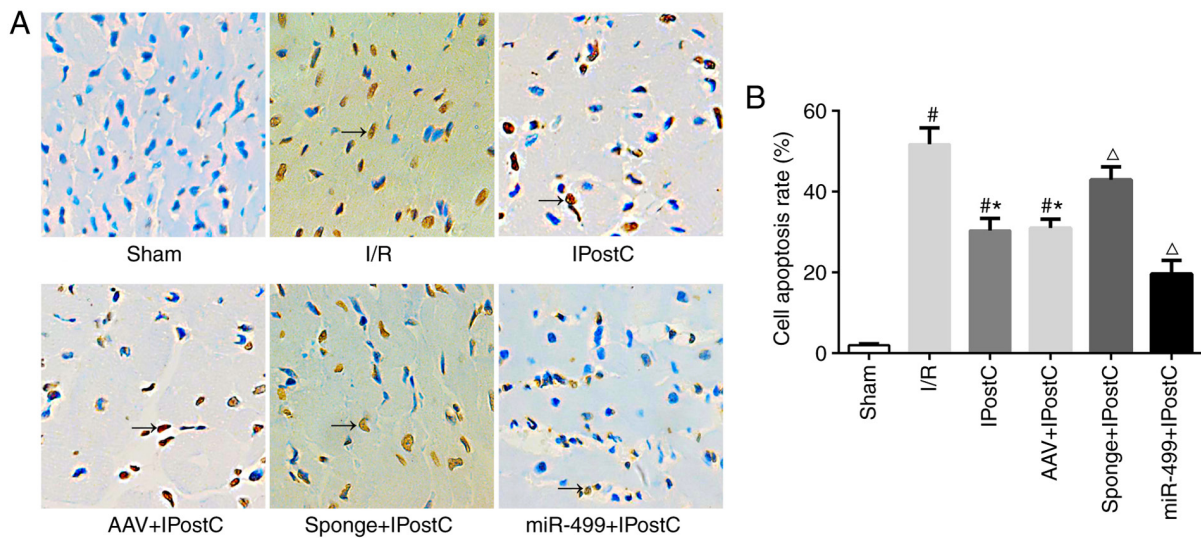 A
Sham
I/R
IPostC
AAV+IPostC
Sponge+IPostC
miR-499+IPostC
B
Cell apoptosis rate (%)
60
40
20
0
#
#*
#*
△
△
Sham
I/R
IPostC
AAV+IPostC
Sponge+IPostC
miR-499+IPostC